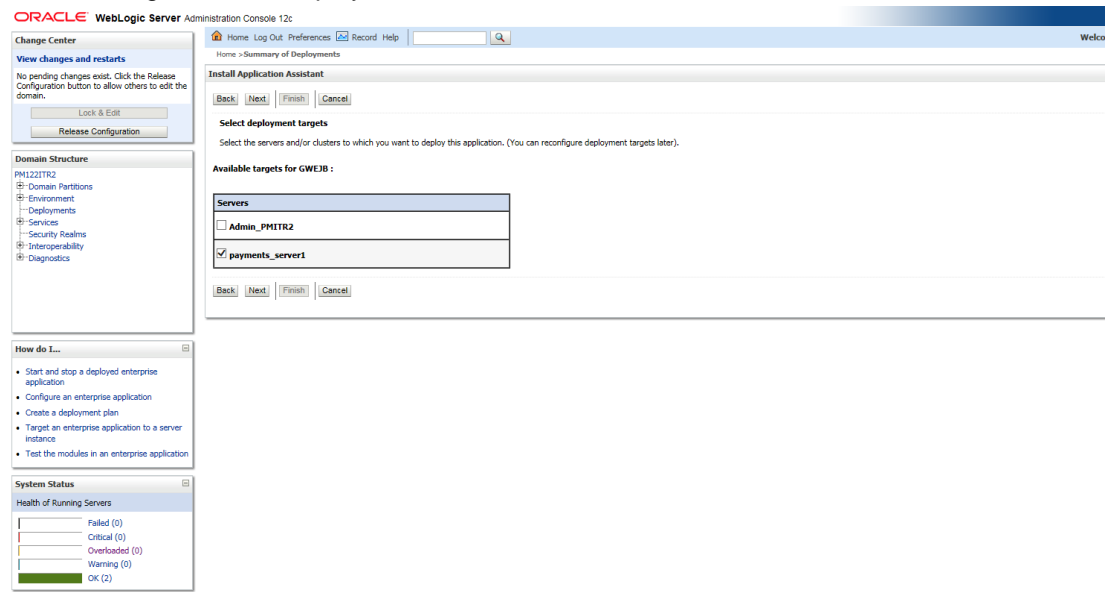 ORACLE WebLogic Server Administration Console 12c
Change Center
View changes and restarts
No pending changes exist. Click the Release
Configuration button to allow others to edit the
domain.
Lock & Edit
Release Configuration
Domain Structure
PM122ITR2
Domain Partitions
Environment
Deployments
Services
Security Realms
Interoperability
Diagnostics
How do I...
Start and stop a deployed enterprise
application
Configure an enterprise application
Create a deployment plan
Target an enterprise application to a server
instance
Test the modules in an enterprise application
System Status
Health of Running Servers
Failed (0)
Critical (0)
Overloaded (0)
Warning (0)
OK (2)
Home Log Out Preferences Record Help
Welco
Home >Summary of Deployments
Install Application Assistant
Back Next Finish Cancel
Select deployment targets
Select the servers and/or clusters to which you want to deploy this application. (You can reconfigure deployment targets later).
Available targets for GWEJB :
Servers
Admin_PMITR2
payments_server1
Back Next Finish Cancel